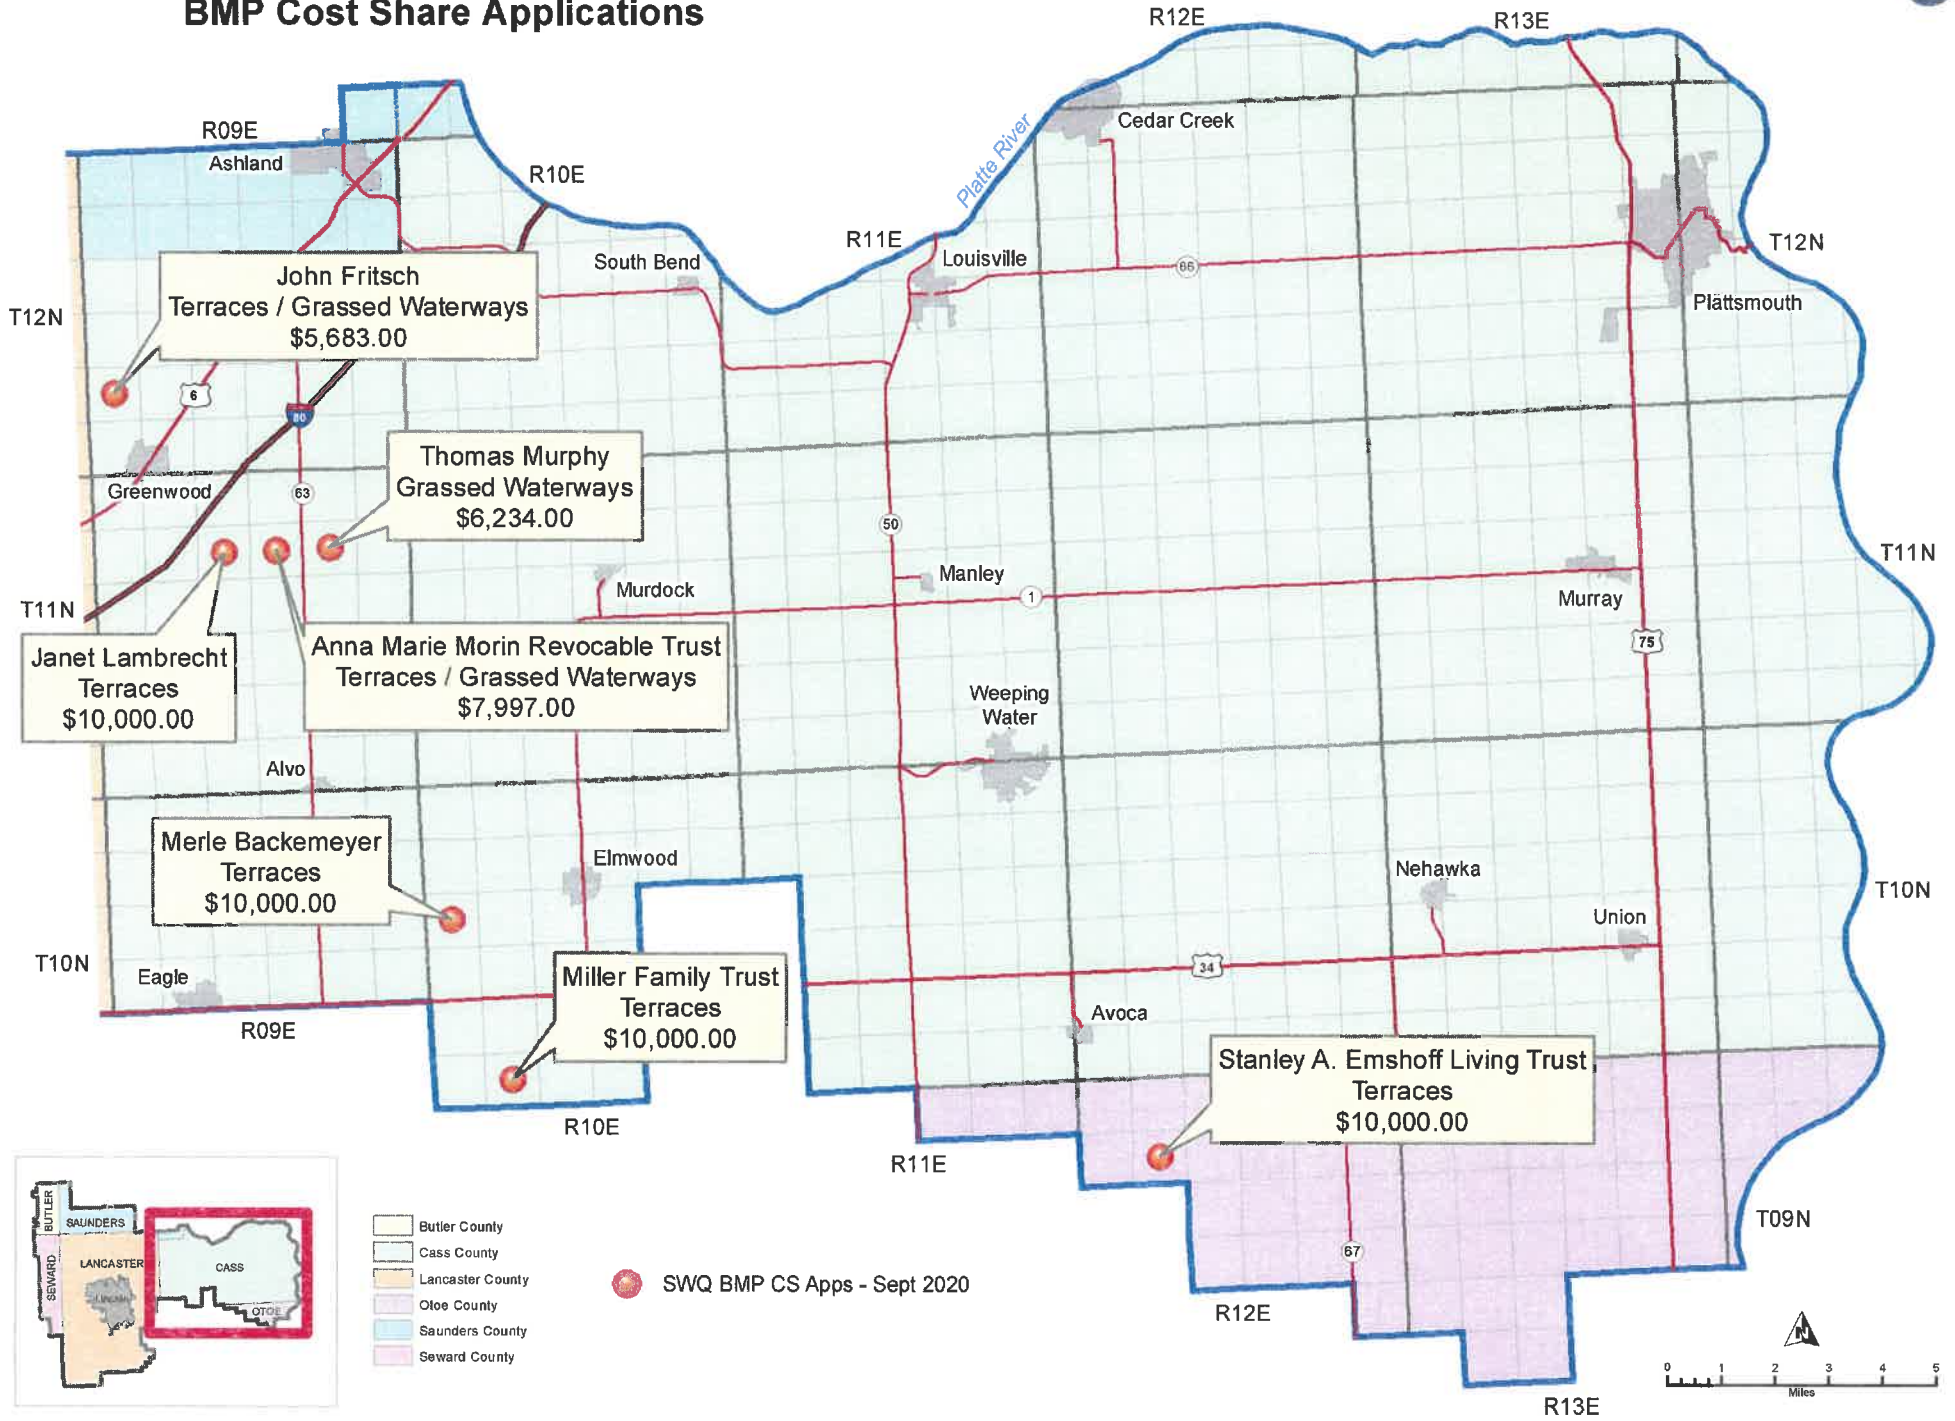 BMP Cost Share Applications
R12E
R13E
R09E
Ashland
R10E
Platte River
Cedar Creek
R11E
Louisville
South Bend
66
T12N
Plattsmouth
T12N
John Fritsch
Terraces / Grassed Waterways
$5,683.00
6
80
Greenwood
63
Thomas Murphy
Grassed Waterways
$6,234.00
50
T11N
Murdock
Manley
1
Murray
T11N
75
Janet Lambrecht
Terraces
$10,000.00
Anna Marie Morin Revocable Trust
Terraces / Grassed Waterways
$7,997.00
Weeping
Water
Alvo
Merle Backemeyer
Terraces
$10,000.00
Elmwood
Nehawka
Union
T10N
T10N
Eagle
R09E
Miller Family Trust
Terraces
$10,000.00
34
Avoca
R10E
Stanley A. Emshoff Living Trust
Terraces
$10,000.00
R11E
T09N
67
R12E
R13E
BUTLER
SAUNDERS
SEWARD
LANCASTER
CASS
OTOE
Butler County
Cass County
Lancaster County
Otoe County
Saunders County
Seward County
SWQ BMP CS Apps - Sept 2020
N
0 1 2 3 4 5
Miles